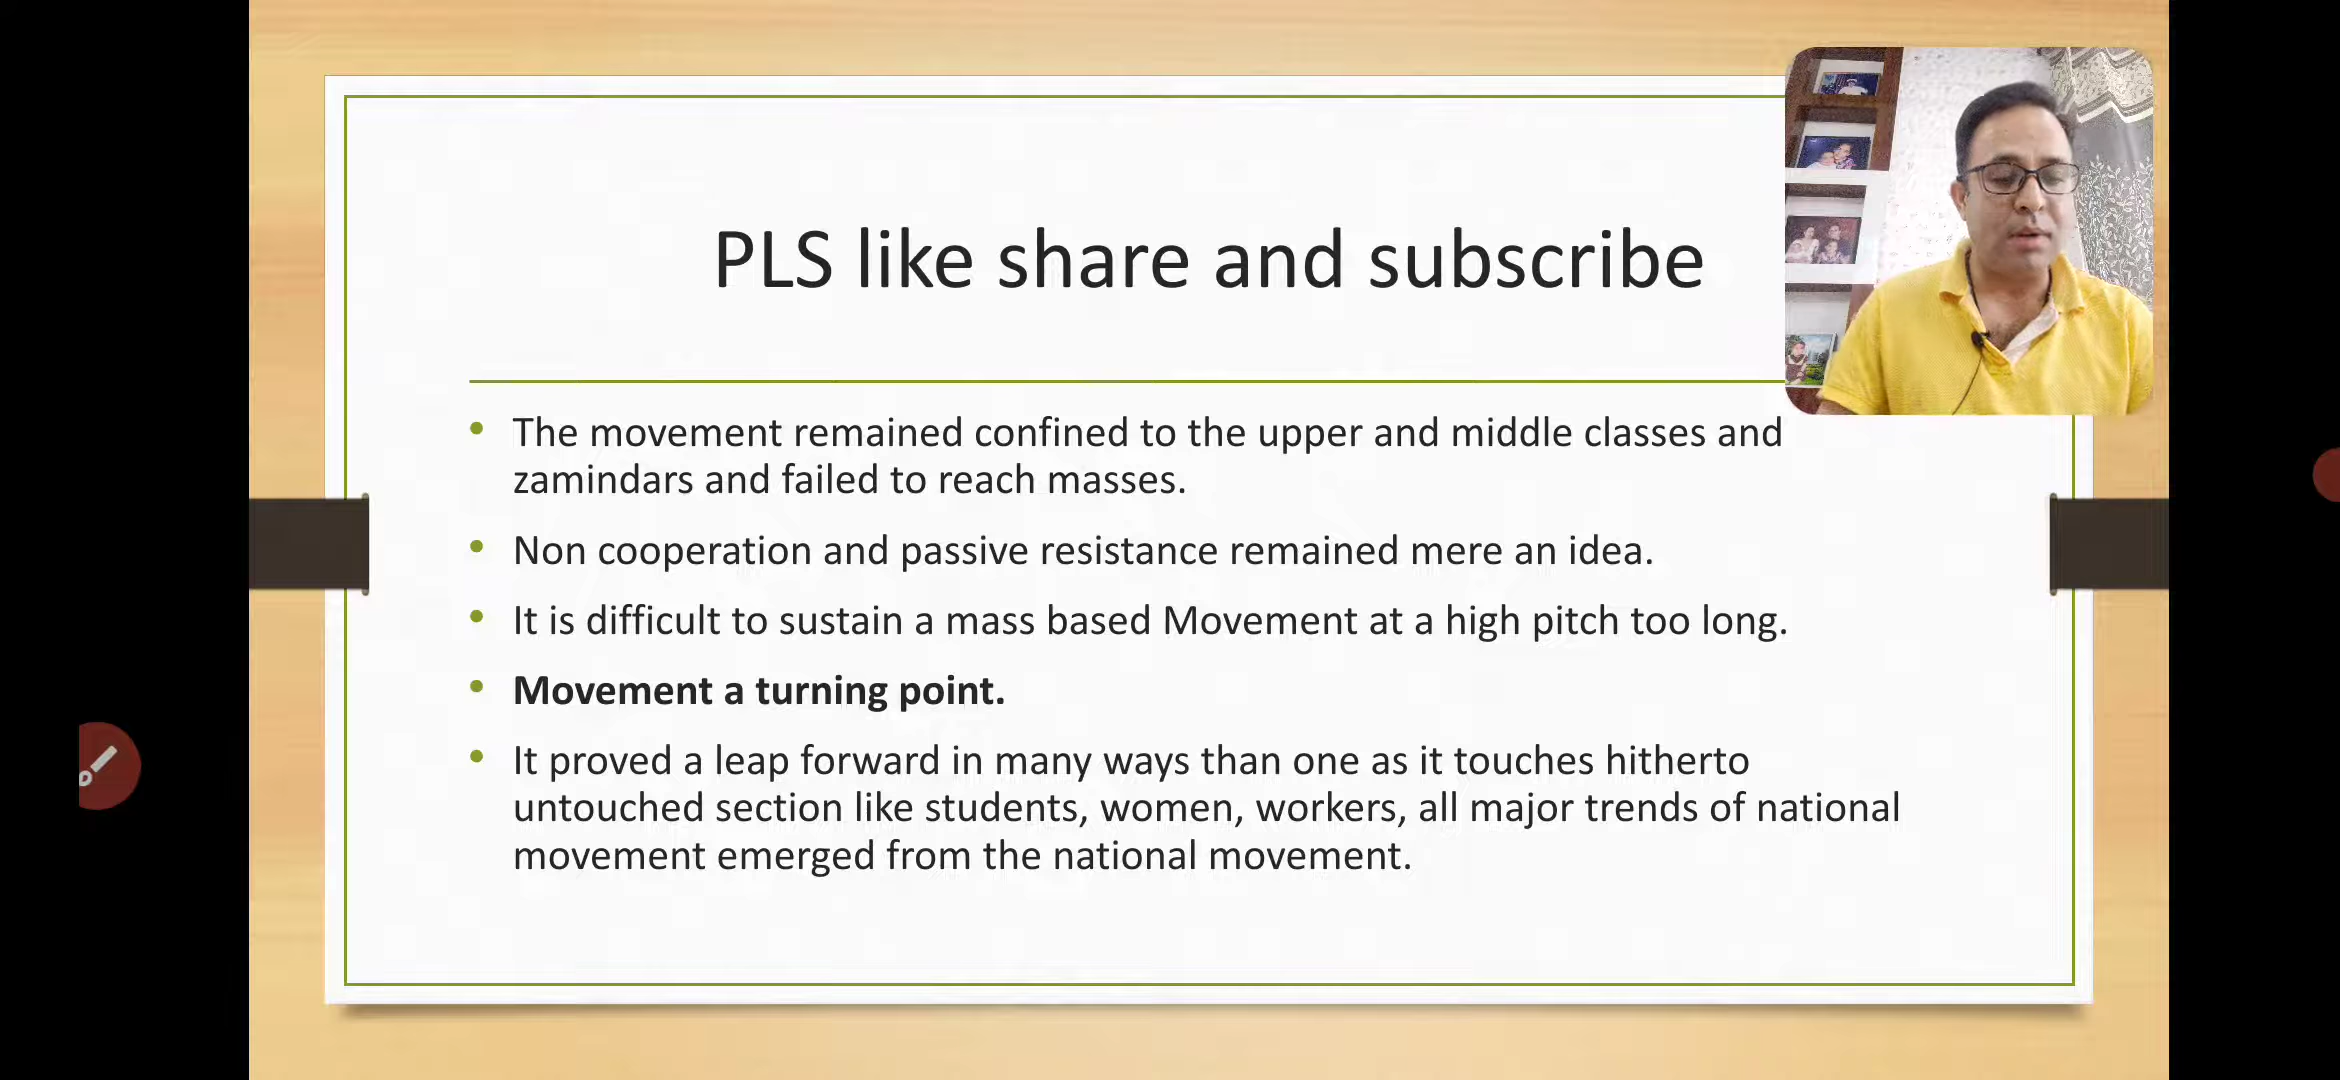 PLS like share and subscribe
• The movement remained confined to the upper and middle classes and
zamindars and failed to reach masses.
• Non cooperation and passive resistance remained mere an idea.
• It is difficult to sustain a mass based Movement at a high pitch too long.
• Movement a turning point.
• It proved a leap forward in many ways than one as it touches hitherto
untouched section like students, women, workers, all major trends of national
movement emerged from the national movement.